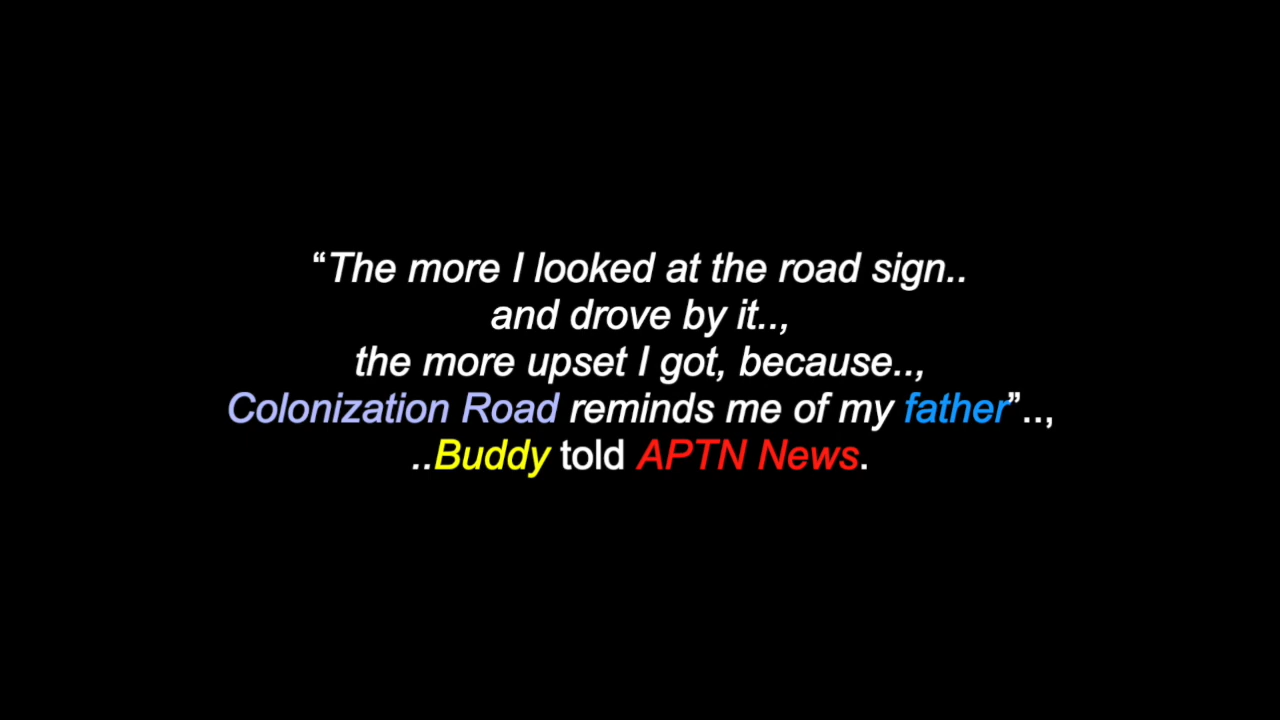 “The more I looked at the road sign..
and drove by it..,
the more upset I got, because..,
Colonization Road reminds me of my father”..,
..Buddy told APTN News.